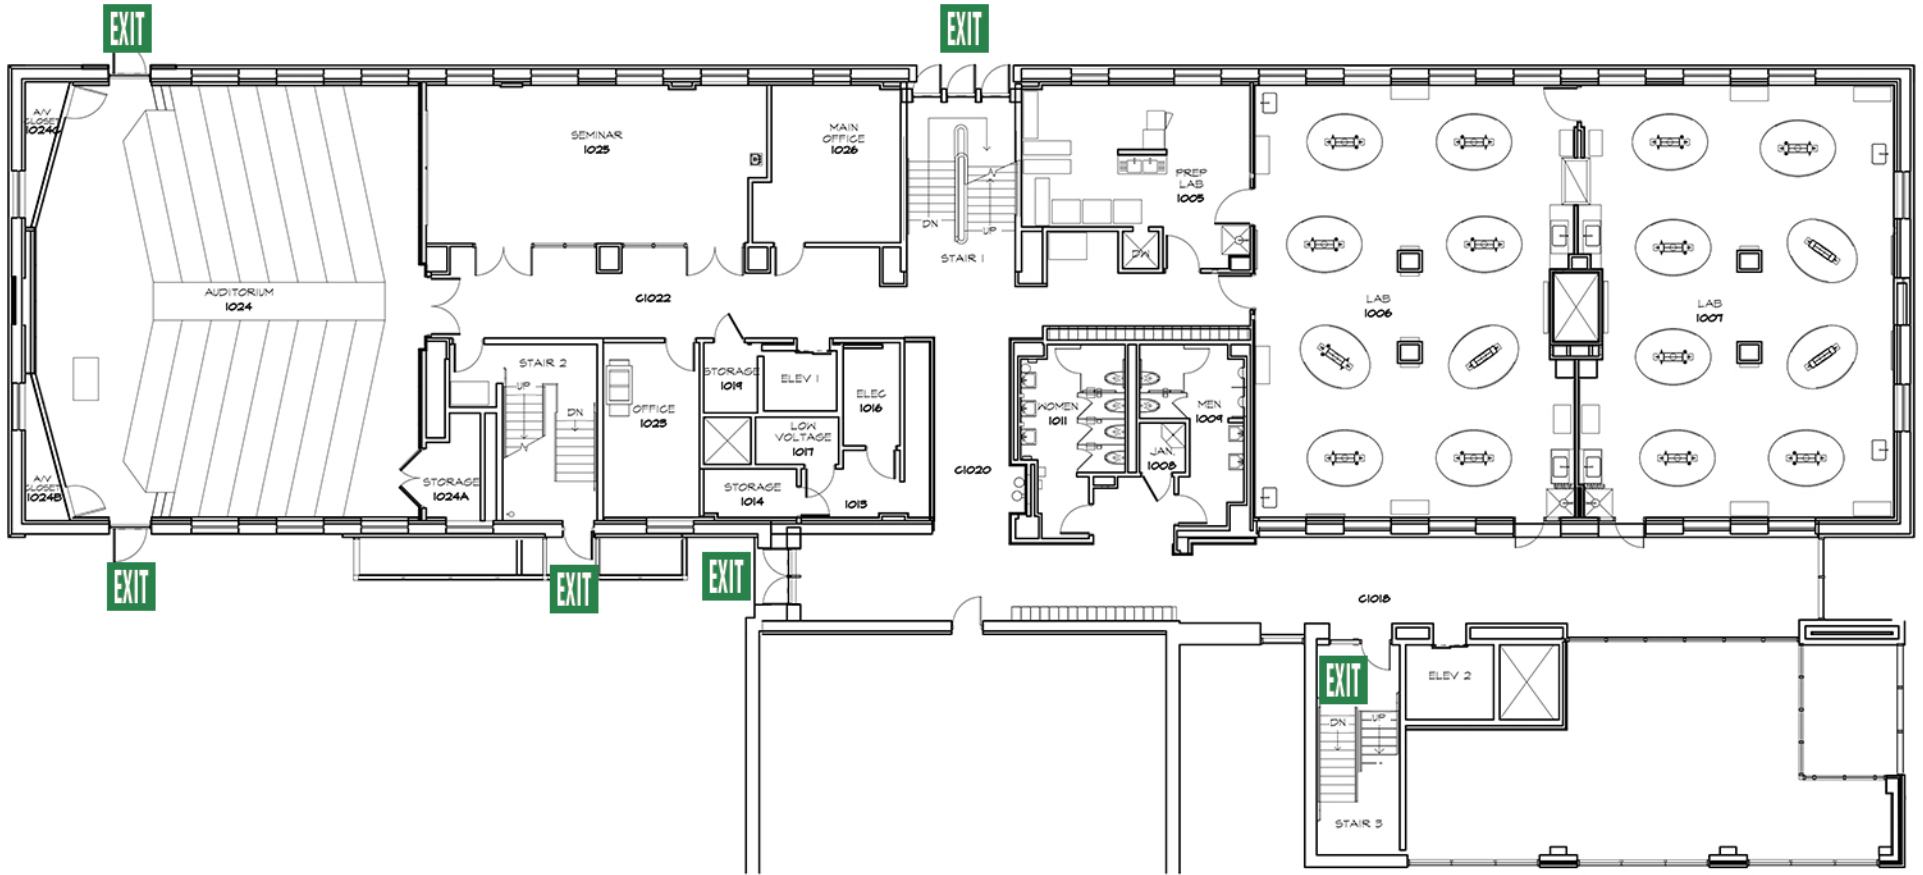 EXIT
EXIT
A/V
CLOSET
1024C
SEMINAR
1025
MAIN
OFFICE
1026
PREP
LAB
1005
DN
UP
STAIR 1
DW
AUDITORIUM
1024
C1022
LAB
1006
LAB
1007
STAIR 2
UP
DN
OFFICE
1023
STORAGE
1019
ELEV 1
ELEC
1016
LOW
VOLTAGE
1017
WOMEN
1011
MEN
1009
JAN.
1008
C1020
A/V
CLOSET
1024B
STORAGE
1024A
STORAGE
1014
1015
EXIT
EXIT
EXIT
C1018
EXIT
ELEV 2
DN
UP
STAIR 3